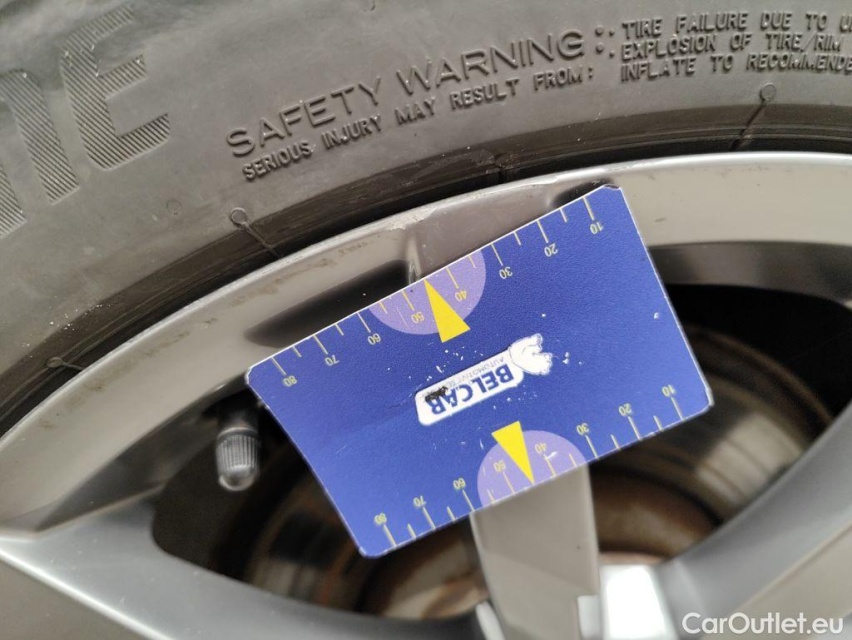 ME
SAFETY WARNING : TIRE FAILURE DUE TO
SERIOUS INJURY MAY RESULT FROM: EXPLOSION OF TIRE/RIM
INFLATE TO RECOMMENDE
10 20 30 40 50 60 70 80
BELCAR
10 20 30 40 50 60 70 80
CarOutlet.eu